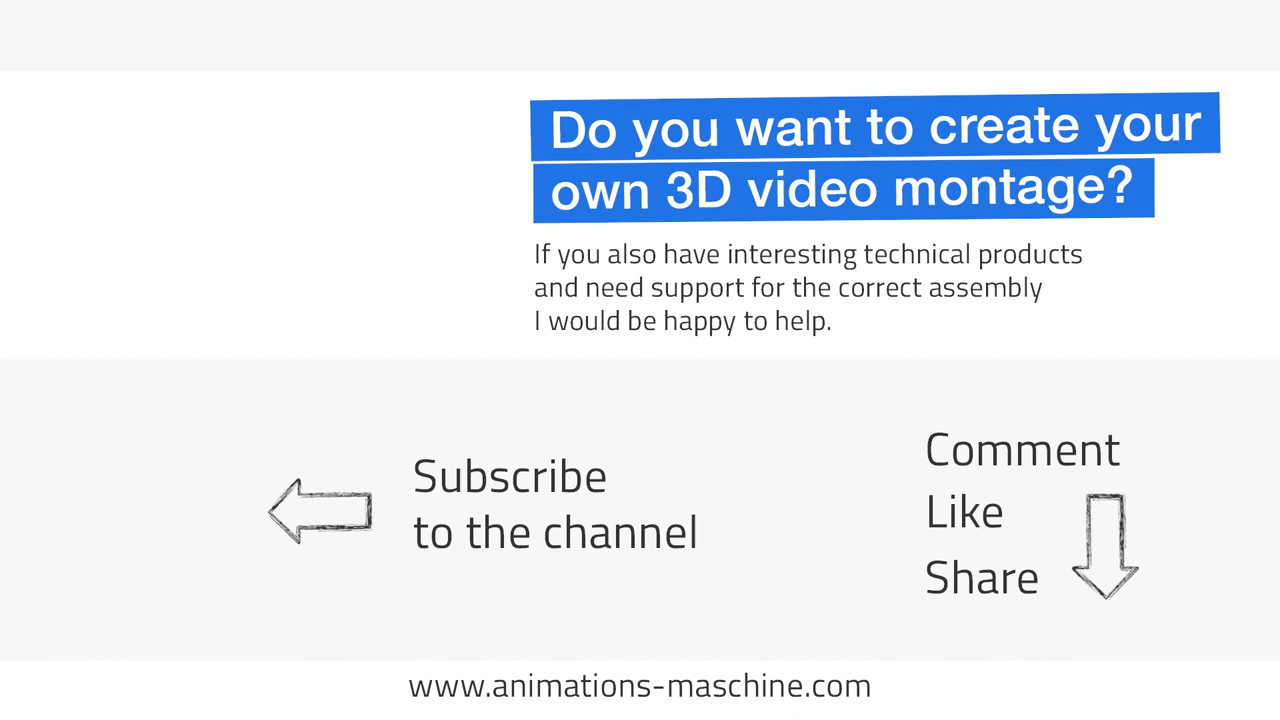 Do you want to create your
own 3D video montage?
If you also have interesting technical products
and need support for the correct assembly
I would be happy to help.
Subscribe
to the channel
Comment
Like
Share
www.animations-maschine.com